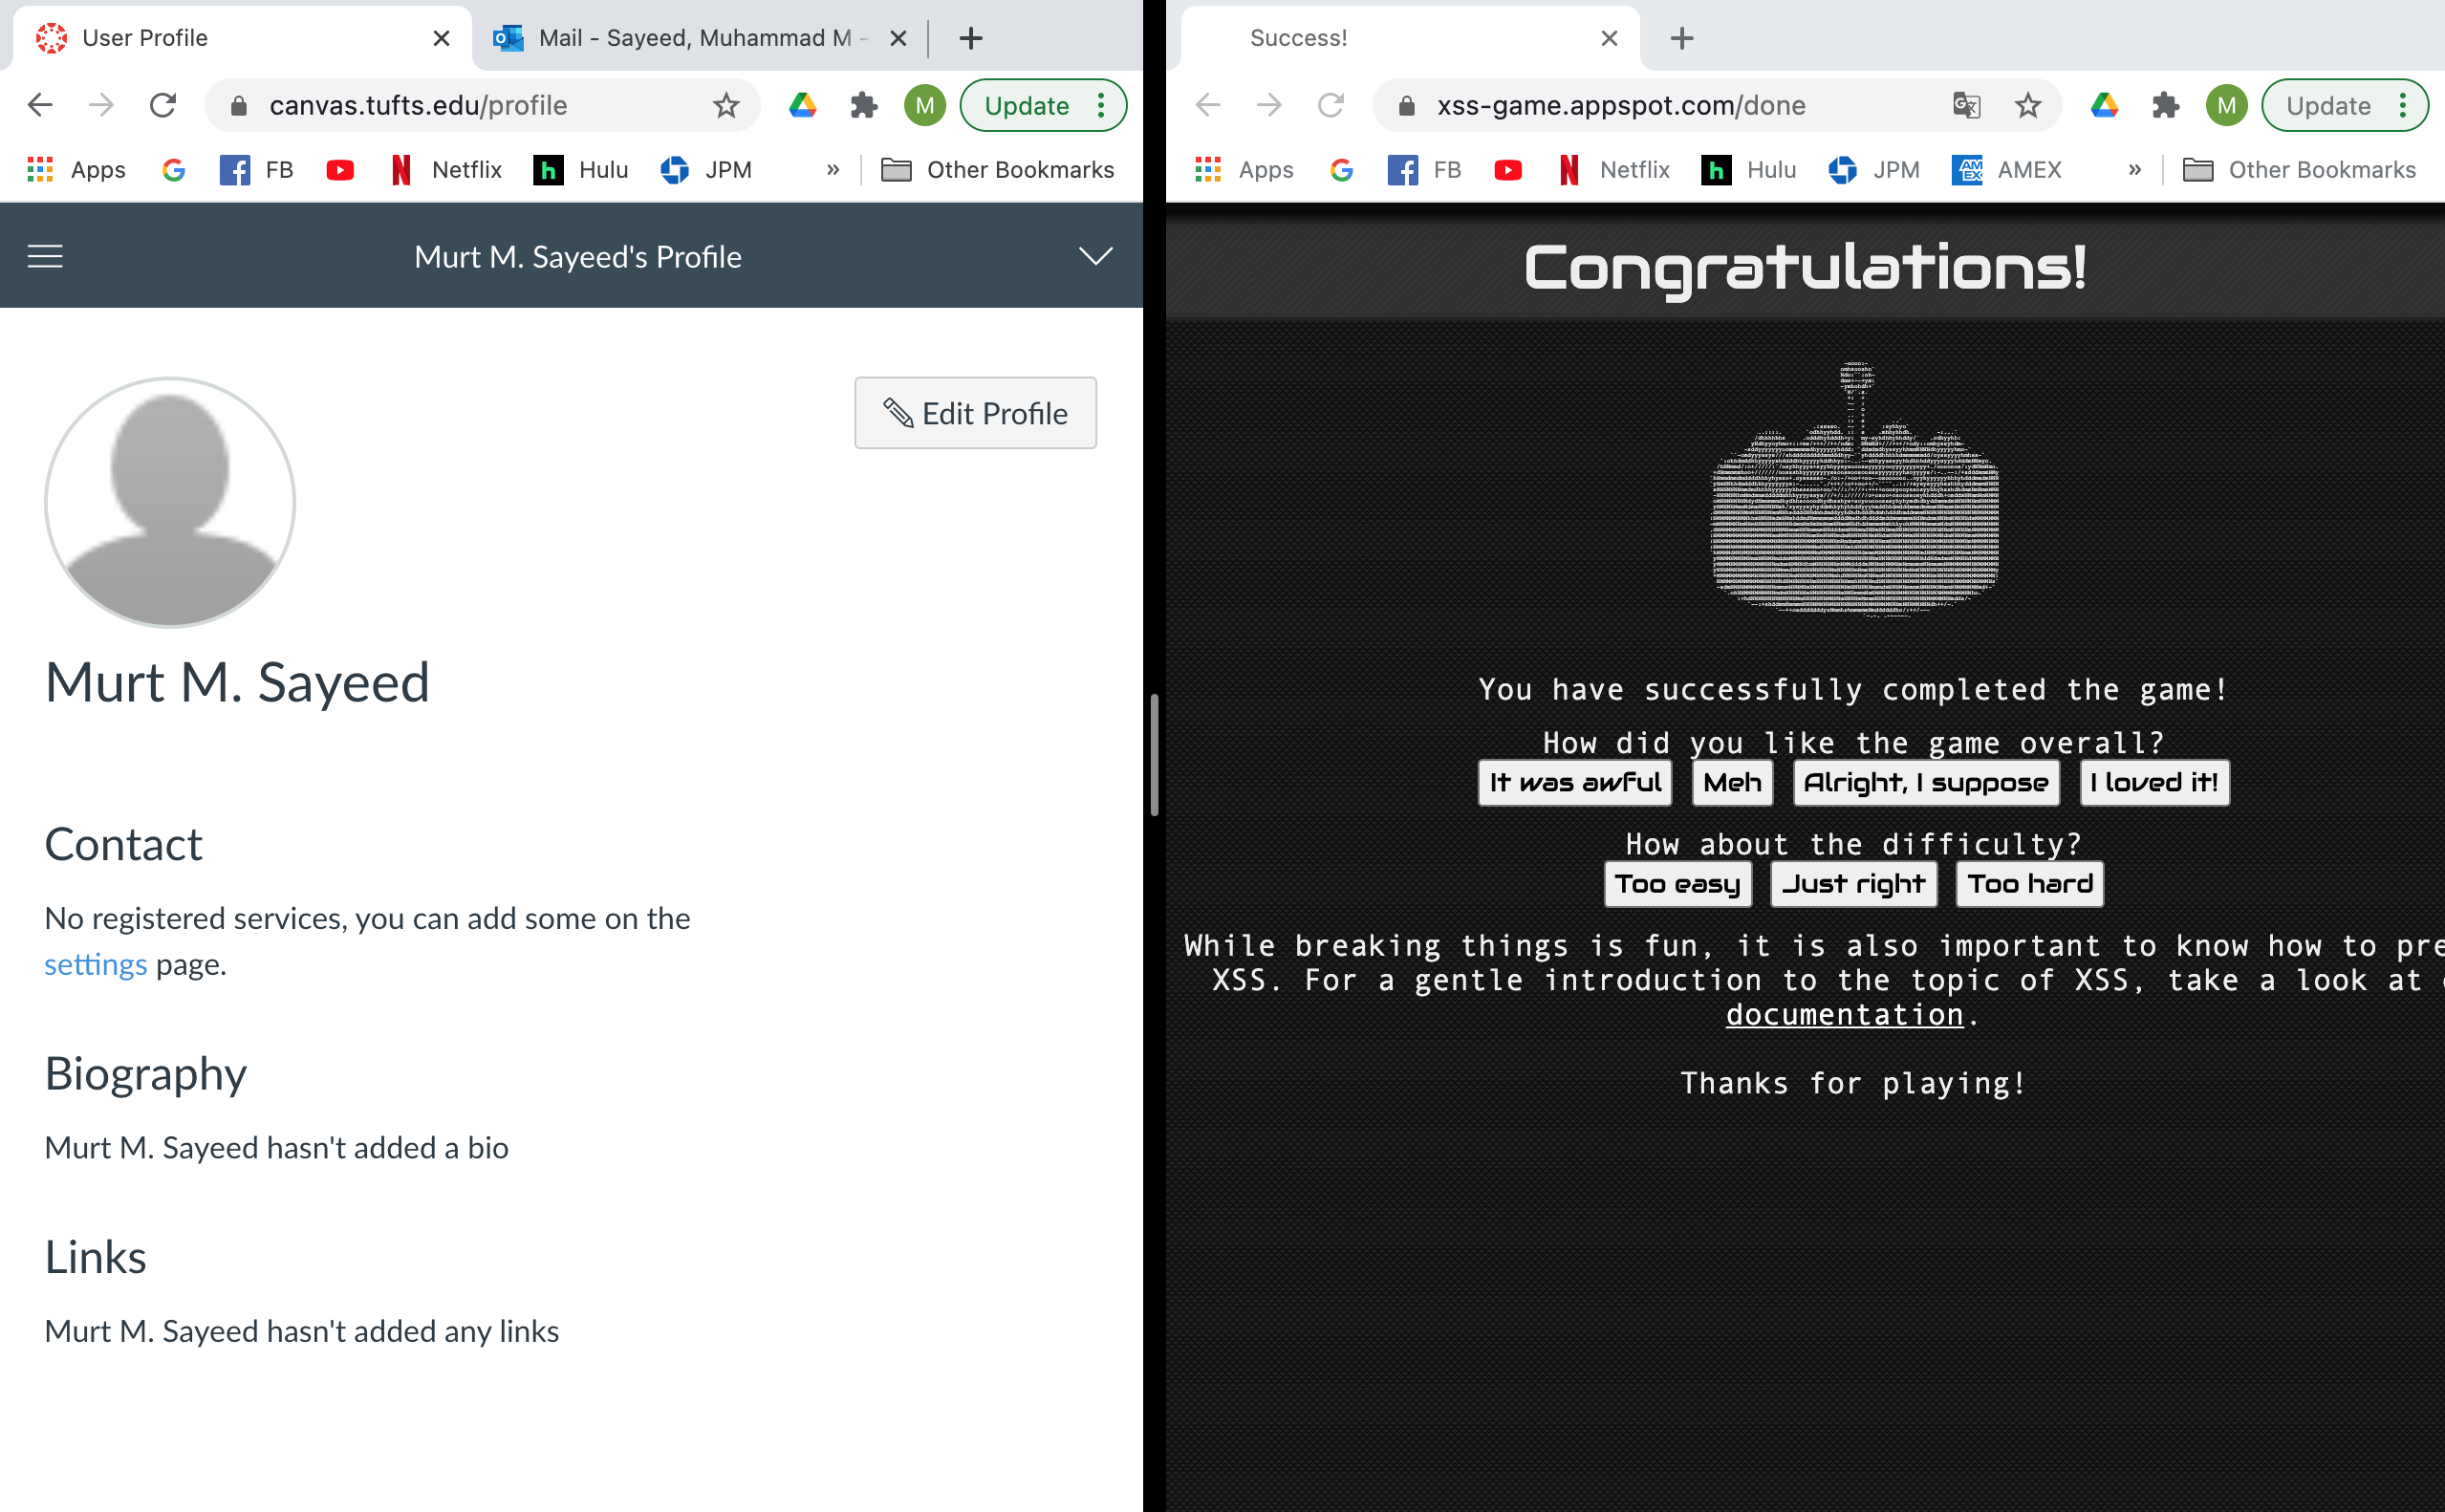 User Profile
Mail - Sayeed, Muhammad M -
canvas.tufts.edu/profile
M
Update
Apps
G
FB
Netflix
h
Hulu
JPM
»
Other Bookmarks
Murt M. Sayeed's Profile
Edit Profile
Murt M. Sayeed
Contact
No registered services, you can add some on the
settings page.
Biography
Murt M. Sayeed hasn't added a bio
Links
Murt M. Sayeed hasn't added any links
Success!
xss-game.appspot.com/done
M
Update
Apps
G
FB
Netflix
h
Hulu
JPM
AM
EX
AMEX
»
Other Bookmarks
Congratulations!
You have successfully completed the game!
How did you like the game overall?
It was awful
Meh
Alright, I suppose
I loved it!
How about the difficulty?
Too easy
Just right
Too hard
While breaking things is fun, it is also important to know how to pre
XSS. For a gentle introduction to the topic of XSS, take a look at
documentation.
Thanks for playing!